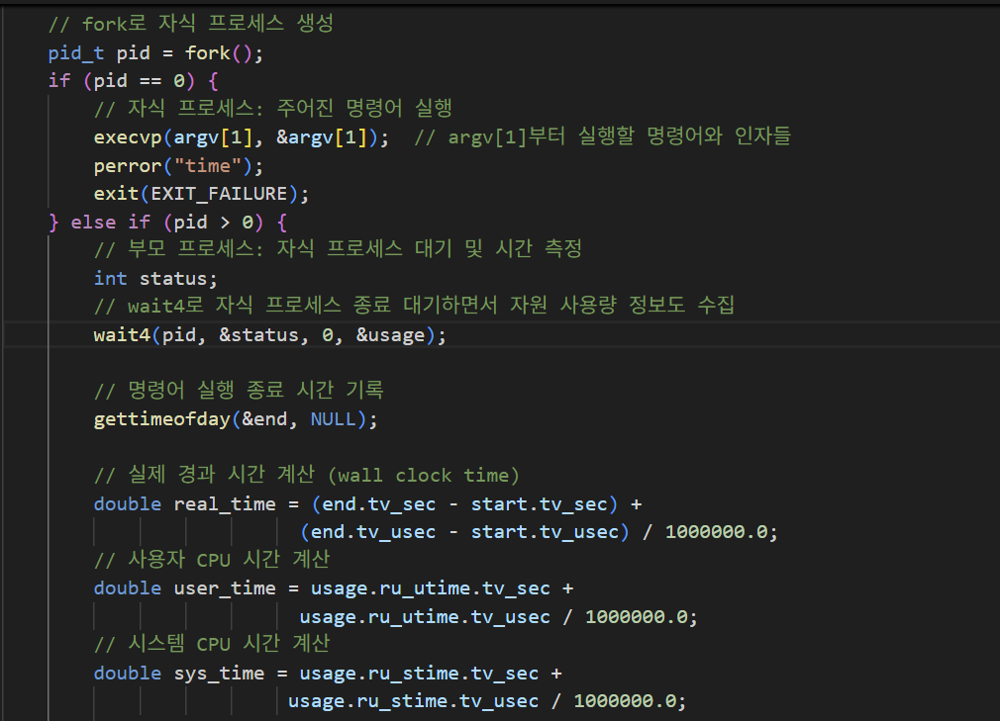 // fork로 자식 프로세스 생성
pid_t pid = fork();
if (pid == 0) {
// 자식 프로세스: 주어진 명령어 실행
execvp(argv[1], &argv[1]);  // argv[1]부터 실행할 명령어와 인자들
perror("time");
exit(EXIT_FAILURE);
} else if (pid > 0) {
// 부모 프로세스: 자식 프로세스 대기 및 시간 측정
int status;
// wait4로 자식 프로세스 종료 대기하면서 자원 사용량 정보도 수집
wait4(pid, &status, 0, &usage);
// 명령어 실행 종료 시간 기록
gettimeofday(&end, NULL);
// 실제 경과 시간 계산 (wall clock time)
double real_time = (end.tv_sec - start.tv_sec) +
(end.tv_usec - start.tv_usec) / 1000000.0;
// 사용자 CPU 시간 계산
double user_time = usage.ru_utime.tv_sec +
usage.ru_utime.tv_usec / 1000000.0;
// 시스템 CPU 시간 계산
double sys_time = usage.ru_stime.tv_sec +
usage.ru_stime.tv_usec / 1000000.0;